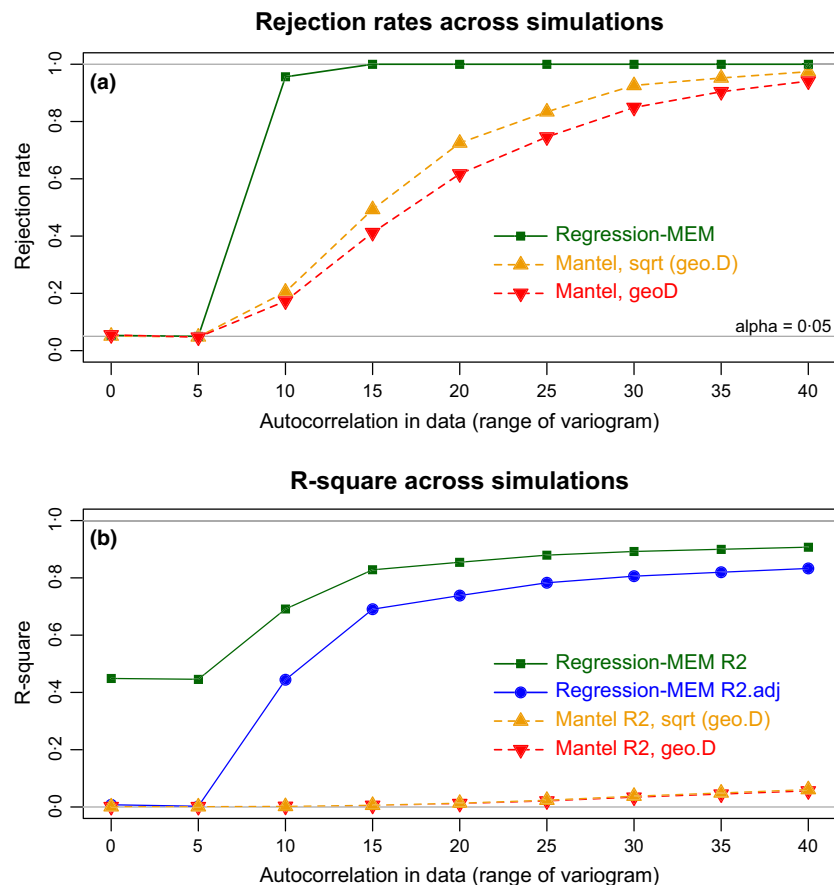 Rejection rates across simulations
(a)
1·0
0·8
0·6
0·4
0·2
0·0
Rejection rate
Regression-MEM
Mantel, sqrt (geo.D)
Mantel, geoD
alpha = 0·05
0 5 10 15 20 25 30 35 40
Autocorrelation in data (range of variogram)
R-square across simulations
(b)
1·0
0·8
0·6
0·4
0·2
0·0
R-square
Regression-MEM R2
Regression-MEM R2.adj
Mantel R2, sqrt (geo.D)
Mantel R2, geo.D
0 5 10 15 20 25 30 35 40
Autocorrelation in data (range of variogram)